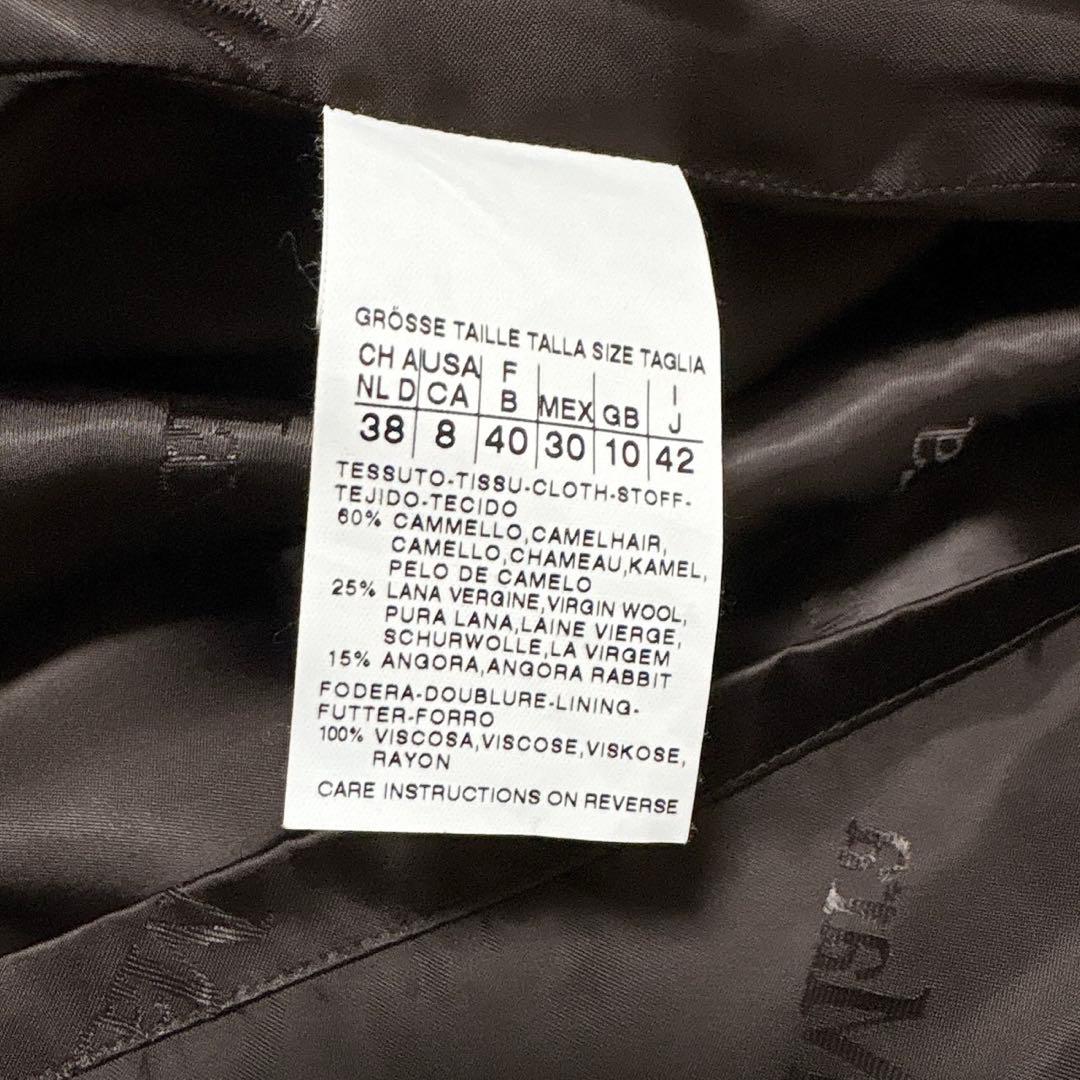 GRÖSSE TAILLE TALLA SIZE TAGLIA
CH A USA F MEX GB I
NL D CA B J
38 8 40 30 10 42
TESSUTO-TISSU-CLOTH-STOFF-
TEJIDO-TECIDO
60% CAMMELLO,CAMELHAIR,
CAMELLO,CHAMEAU,KAMEL,
PELO DE CAMELO
25% LANA VERGINE,VIRGIN WOOL,
PURA LANA,LAINE VIERGE,
SCHURWOLLE,LA VIRGEM
15% ANGORA,ANGORA RABBIT
FODERA-DOUBLURE-LINING-
FUTTER-FORRO
100% VISCOSA,VISCOSE,VISKOSE,
RAYON
CARE INSTRUCTIONS ON REVERSE